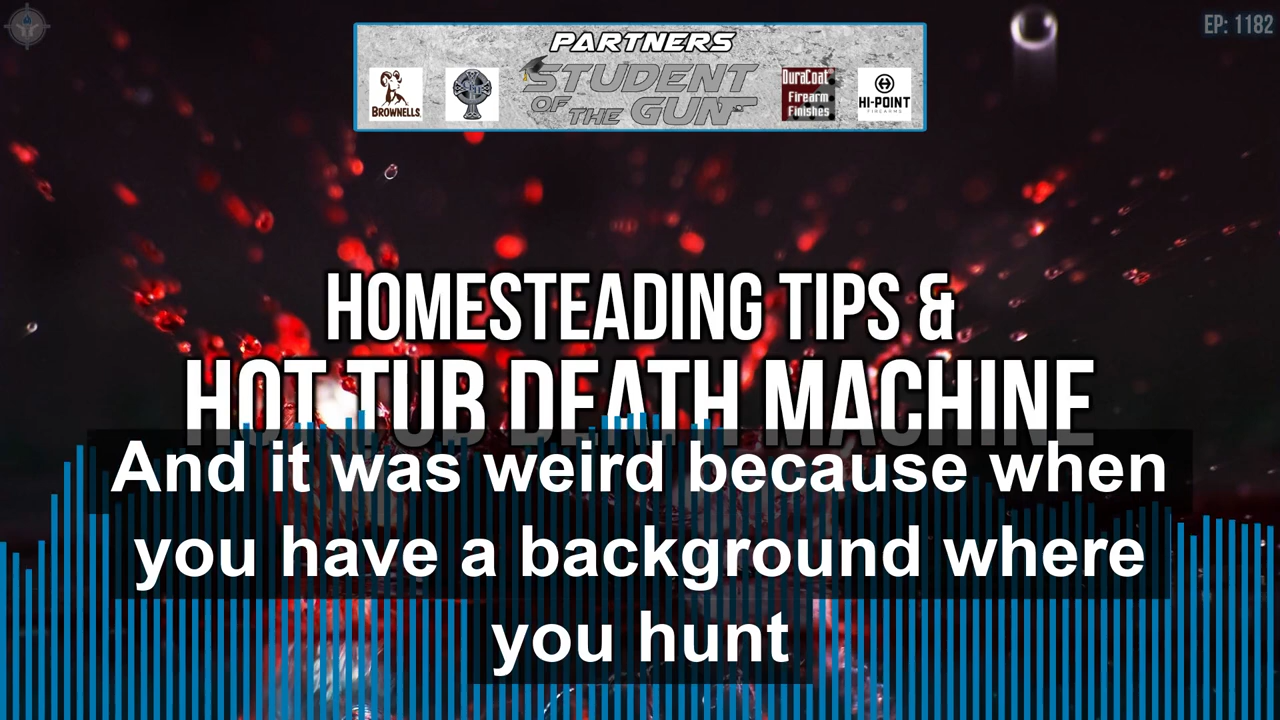 EP: 1182
PARTNERS
BROWNELLS
STUDENT
OF THE GUN
DuraCoat
Firearm
Finishes
HI-POINT
FIREARMS
HOMESTEADING TIPS &
HOT TUB DEATH MACHINE
And it was weird because when
you have a background where
you hunt